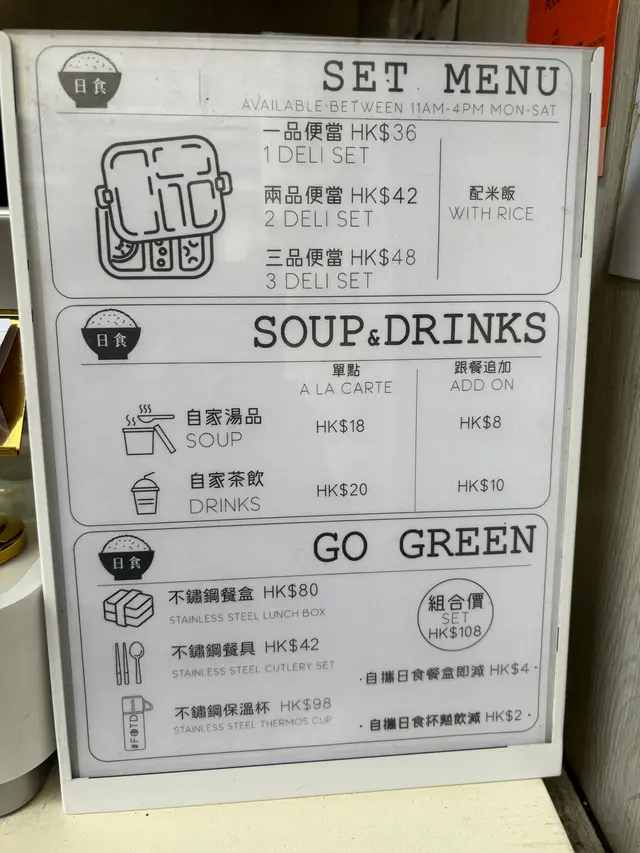 日食
SET MENU
AVAILABLE BETWEEN 11AM-4PM MON-SAT
一品便當 HK$36
1 DELI SET
兩品便當 HK$42
2 DELI SET
三品便當 HK$48
3 DELI SET
配米飯
WITH RICE
日食
SOUP&DRINKS
單點
A LA CARTE
跟餐追加
ADD ON
自家湯品
SOUP
HK$18
HK$8
自家茶飲
DRINKS
HK$20
HK$10
日食
GO GREEN
不鏽鋼餐盒 HK$80
STAINLESS STEEL LUNCH BOX
不鏽鋼餐具 HK$42
STAINLESS STEEL CUTLERY SET
不鏽鋼保溫杯 HK$98
STAINLESS STEEL THERMOS CUP
#FOTD
組合價
SET
HK$108
·自攜日食餐盒即減 HK$4·
·自攜日食杯熱飲減 HK$2·